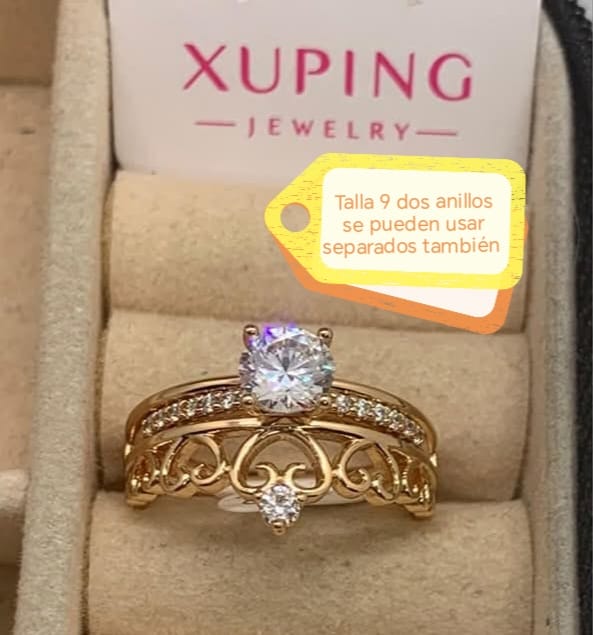 XUPING
JEWELRY
Talla 9 dos anillos
se pueden usar
separados también